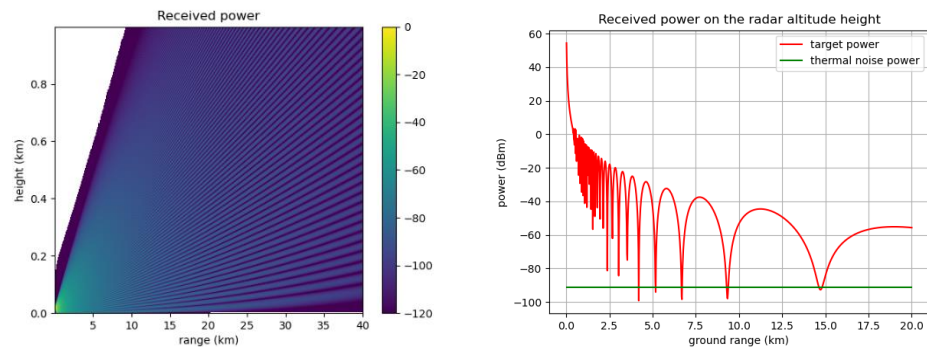 Received power
height (km)
0.8
0.6
0.4
0.2
0.0
5 10 15 20 25 30 35 40
range (km)
0
−20
−40
−60
−80
−100
−120
Received power on the radar altitude height
target power
thermal noise power
power (dBm)
60
40
20
0
−20
−40
−60
−80
−100
0.0 2.5 5.0 7.5 10.0 12.5 15.0 17.5 20.0
ground range (km)